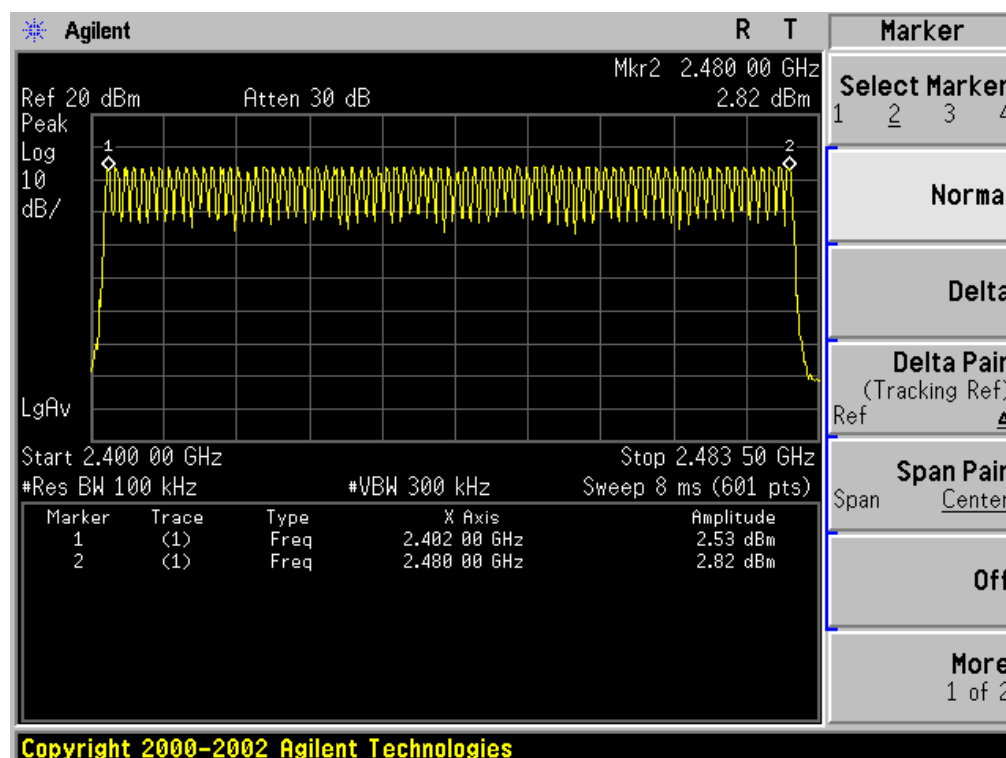 Agilent R T
Mkr2 2.480 00 GHz
Ref 20 dBm Atten 30 dB 2.82 dBm
Peak
Log
10
dB/
1
2
LgAv
Start 2.400 00 GHz Stop 2.483 50 GHz
#Res BW 100 kHz #VBW 300 kHz Sweep 8 ms (601 pts)
Marker Trace Type X Axis Amplitude
1 (1) Freq 2.402 00 GHz 2.53 dBm
2 (1) Freq 2.480 00 GHz 2.82 dBm
Marker
Select Marker
1 2 3 4
Norma
Delta
Delta Pair
(Tracking Ref)
Ref Δ
Span Pair
Span Center
Off
More
1 of 2
Copyright 2000-2002 Agilent Technologies